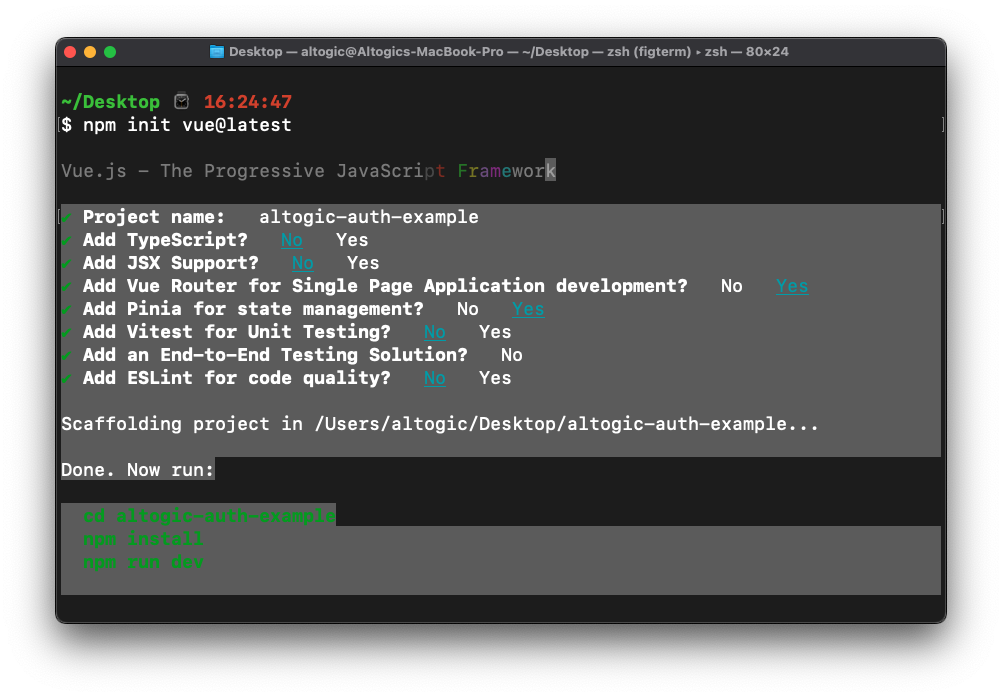 Desktop — altogic@Altogics-MacBook-Pro — ~/Desktop — zsh (figterm) ▸ zsh — 80×24
~/Desktop ⌚ 16:24:47
[$ npm init vue@latest ]
Vue.js – The Progressive JavaScript Framework
[✔ Project name: altogic-auth-example ]
✔ Add TypeScript? No Yes
✔ Add JSX Support? No Yes
✔ Add Vue Router for Single Page Application development? No Yes
✔ Add Pinia for state management? No Yes
✔ Add Vitest for Unit Testing? No Yes
✔ Add an End-to-End Testing Solution? No
✔ Add ESLint for code quality? No Yes
Scaffolding project in /Users/altogic/Desktop/altogic-auth-example...
Done. Now run:
cd altogic-auth-example
npm install
npm run dev